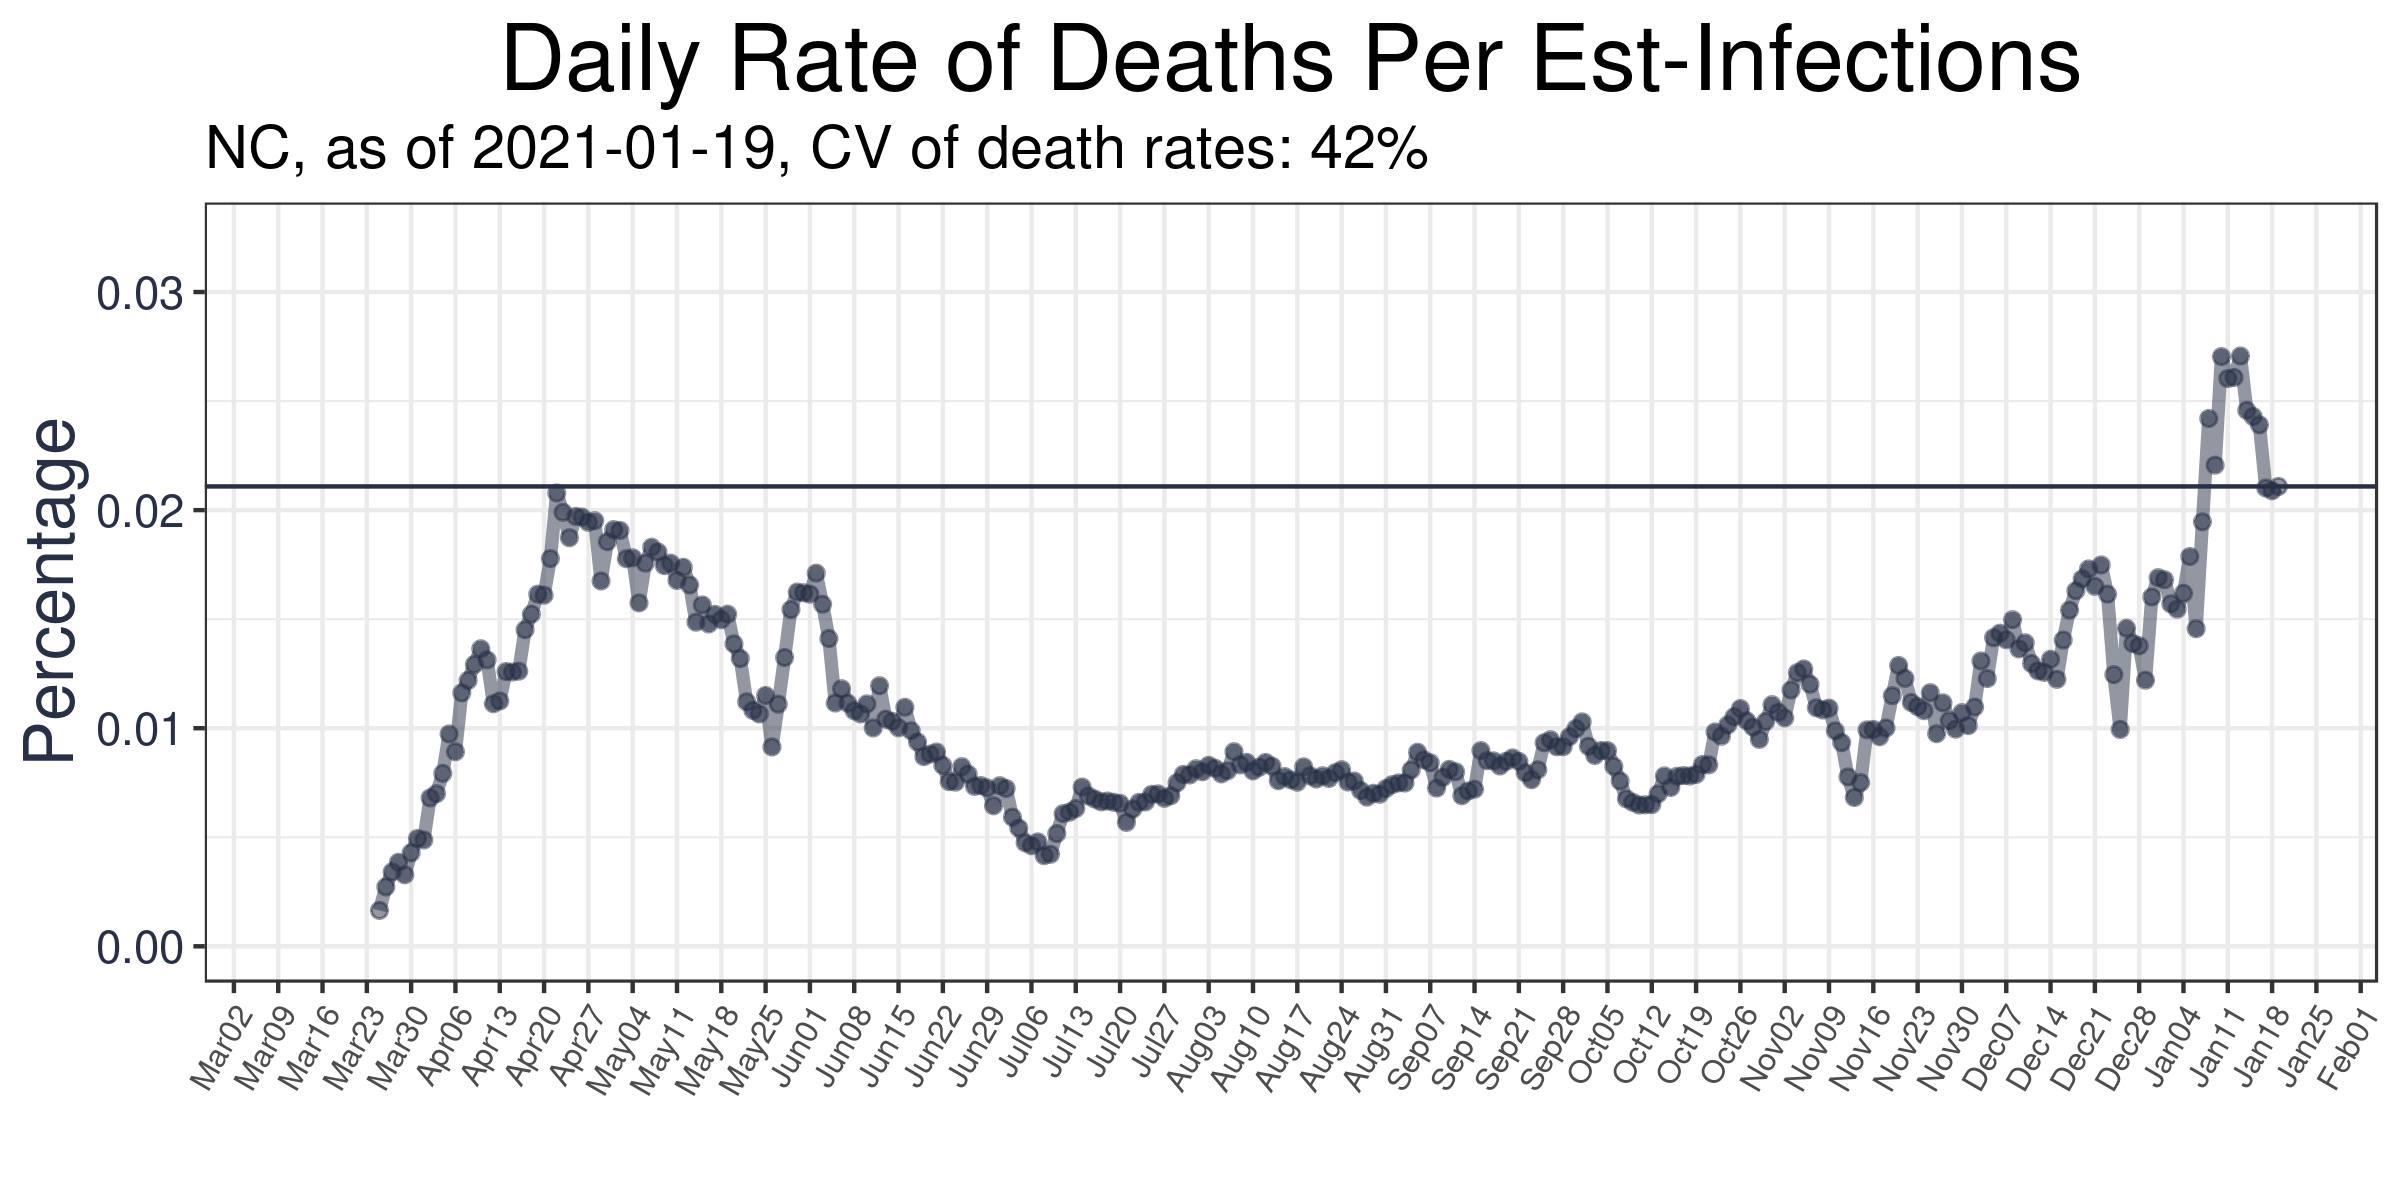 Daily Rate of Deaths Per Est-Infections
NC, as of 2021-01-19, CV of death rates: 42%
Percentage
0.03
0.02
0.01
0.00
Mar02
Mar09
Mar16
Mar23
Mar30
Apr06
Apr13
Apr20
Apr27
May04
May11
May18
May25
Jun01
Jun08
Jun15
Jun22
Jun29
Jul06
Jul13
Jul20
Jul27
Aug03
Aug10
Aug17
Aug24
Aug31
Sep07
Sep14
Sep21
Sep28
Oct05
Oct12
Oct19
Oct26
Nov02
Nov09
Nov16
Nov23
Nov30
Dec07
Dec14
Dec21
Dec28
Jan04
Jan11
Jan18
Jan25
Feb01